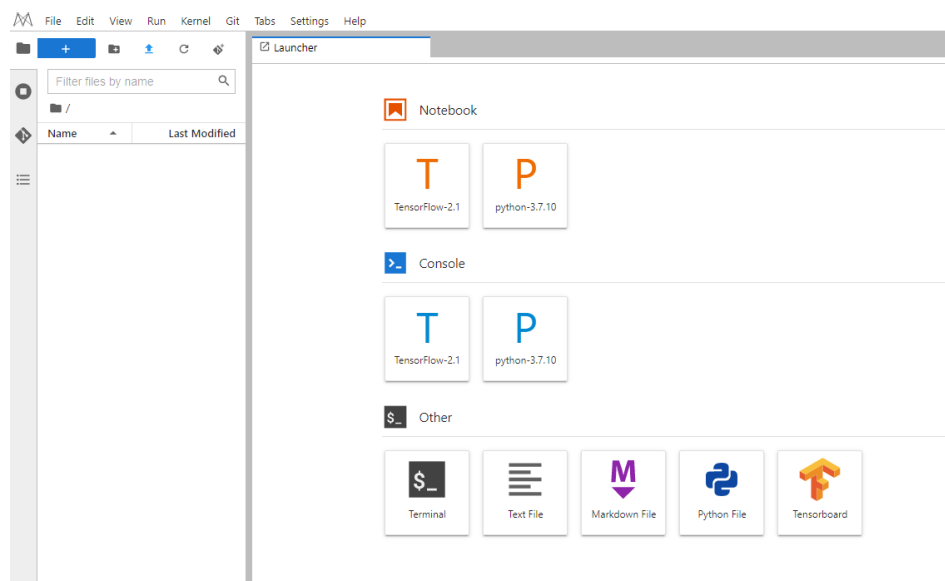 File Edit View Run Kernel Git Tabs Settings Help
+
Launcher
Filter files by name
/
Name Last Modified
Notebook
T P
TensorFlow-2.1 python-3.7.10
>_ Console
T P
TensorFlow-2.1 python-3.7.10
$_ Other
$_ M
Terminal Text File Markdown File Python File Tensorboard